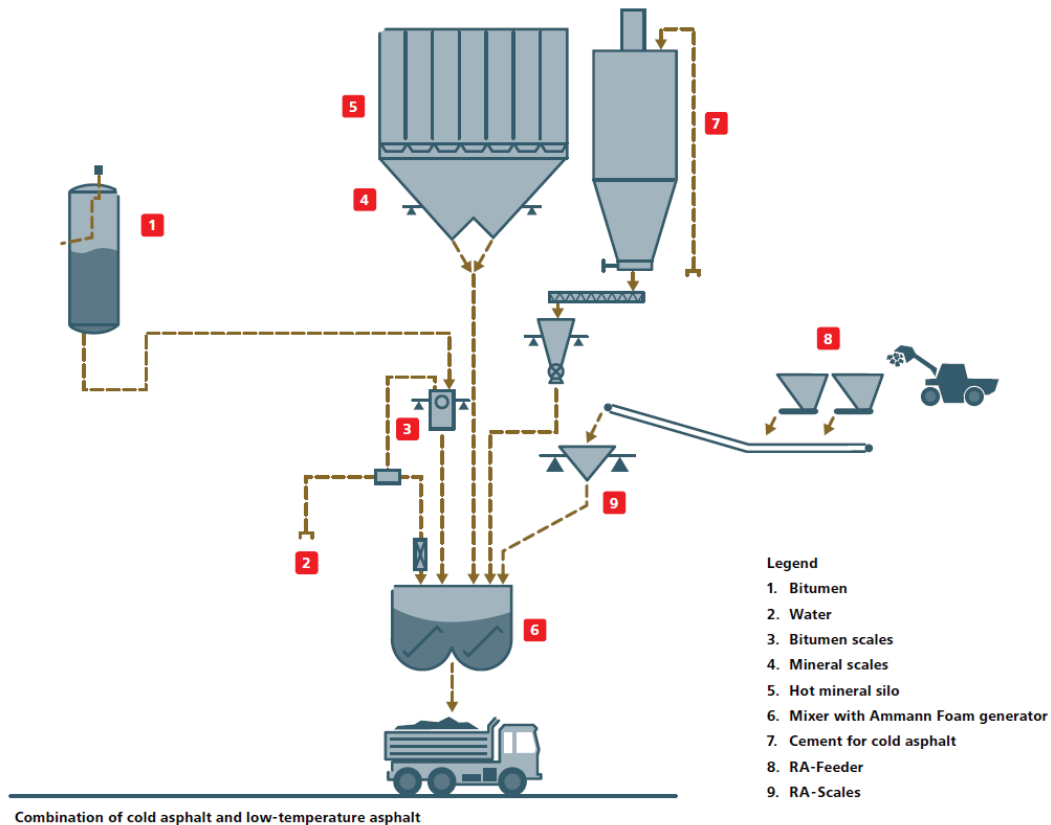 5
7
4
1
8
3
9
2
6
Legend
1. Bitumen
2. Water
3. Bitumen scales
4. Mineral scales
5. Hot mineral silo
6. Mixer with Ammann Foam generator
7. Cement for cold asphalt
8. RA-Feeder
9. RA-Scales
Combination of cold asphalt and low-temperature asphalt